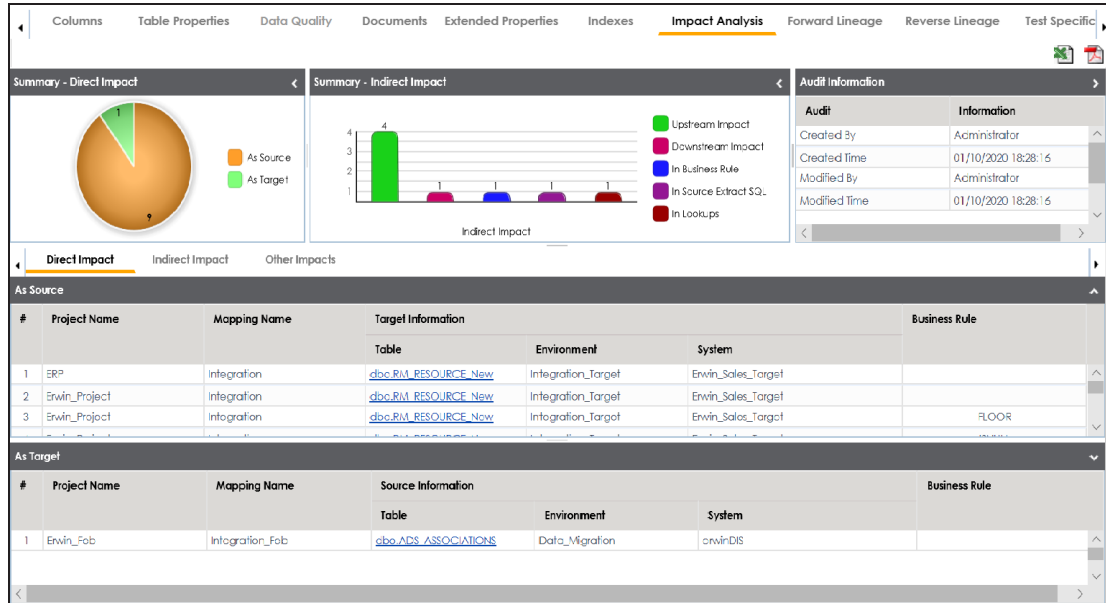 Columns Table Properties Data Quality Documents Extended Properties Indexes Impact Analysis Forward Lineage Reverse Lineage Test Specific
Summary - Direct Impact
1
9
As Source
As Target
Summary - Indirect Impact
4
3
2
1
4 1 1 1 1
Indirect Impact
Upstream Impact
Downstream Impact
In Business Rule
In Source Extract SQL
In Lookups
Audit Information
Audit Information
Created By Administrator
Created Time 01/10/2020 18:28:16
Modified By Administrator
Modified Time 01/10/2020 18:28:16
Direct Impact Indirect Impact Other Impacts
As Source
# Project Name Mapping Name Target Information Business Rule
Table Environment System
1 ERP Integration dbo.RM_RESOURCE_New Integration_Target Erwin_Sales_Target
2 Erwin_Project Integration dbo.RM_RESOURCE_New Integration_Target Erwin_Sales_Target
3 Erwin_Project Integration dbo.RM_RESOURCE_New Integration_Target Erwin_Sales_Target FLOOR
As Target
# Project Name Mapping Name Source Information Business Rule
Table Environment System
1 Erwin_Feb Integration_Feb dbo.ADS_ASSOCIATIONS Data_Migration erwinDIS